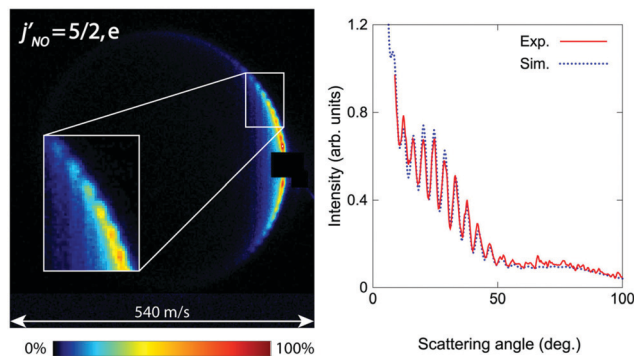 j'NO = 5/2, e
540 m/s
0%
100%
Exp.
Sim.
Intensity (arb. units)
1.2
0.8
0.4
0
0
50
100
Scattering angle (deg.)